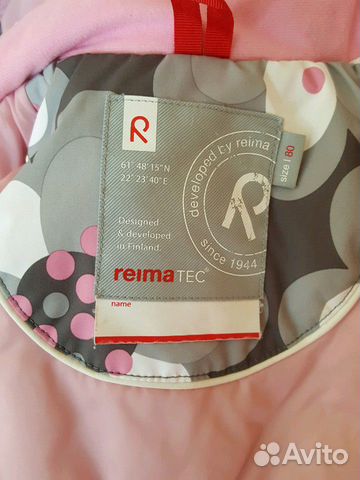 R
61° 48' 15"N
22° 23' 40"E
Designed
& developed
in Finland.
reimaTEC®
name
developed by reima
R
since 1944
size | 80
Avito